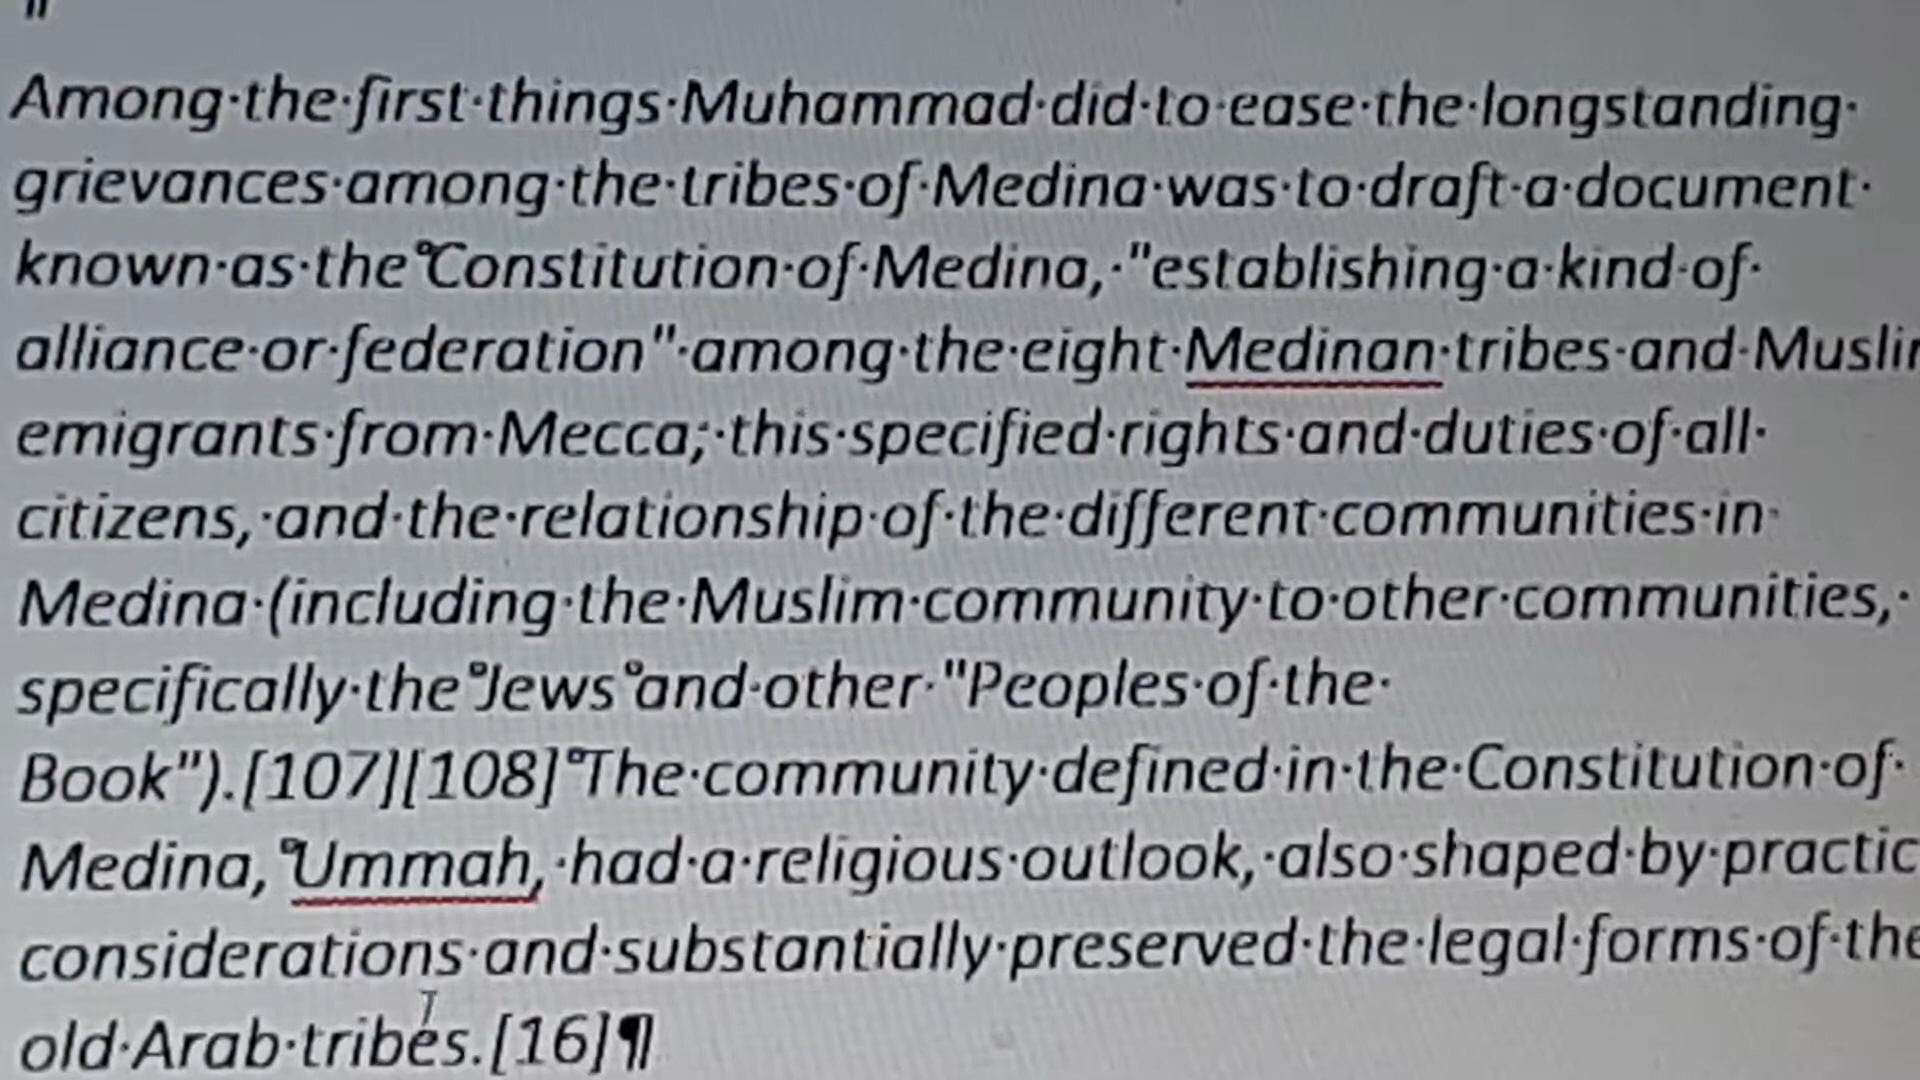 Among the first things Muhammad did to ease the longstanding
grievances among the tribes of Medina was to draft a document
known as the Constitution of Medina, "establishing a kind of
alliance or federation" among the eight Medinan tribes and
emigrants from Mecca; this specified rights and duties of all
citizens, and the relationship of the different communities in
Medina (including the Muslim community to other communities,
specifically the Jews and other "Peoples of the
Book").[107][108] The community defined in the Constitution of
Medina, Ummah, had a religious outlook, also shaped by
considerations and substantially preserved the legal forms of the
old Arab tribes.[16]¶